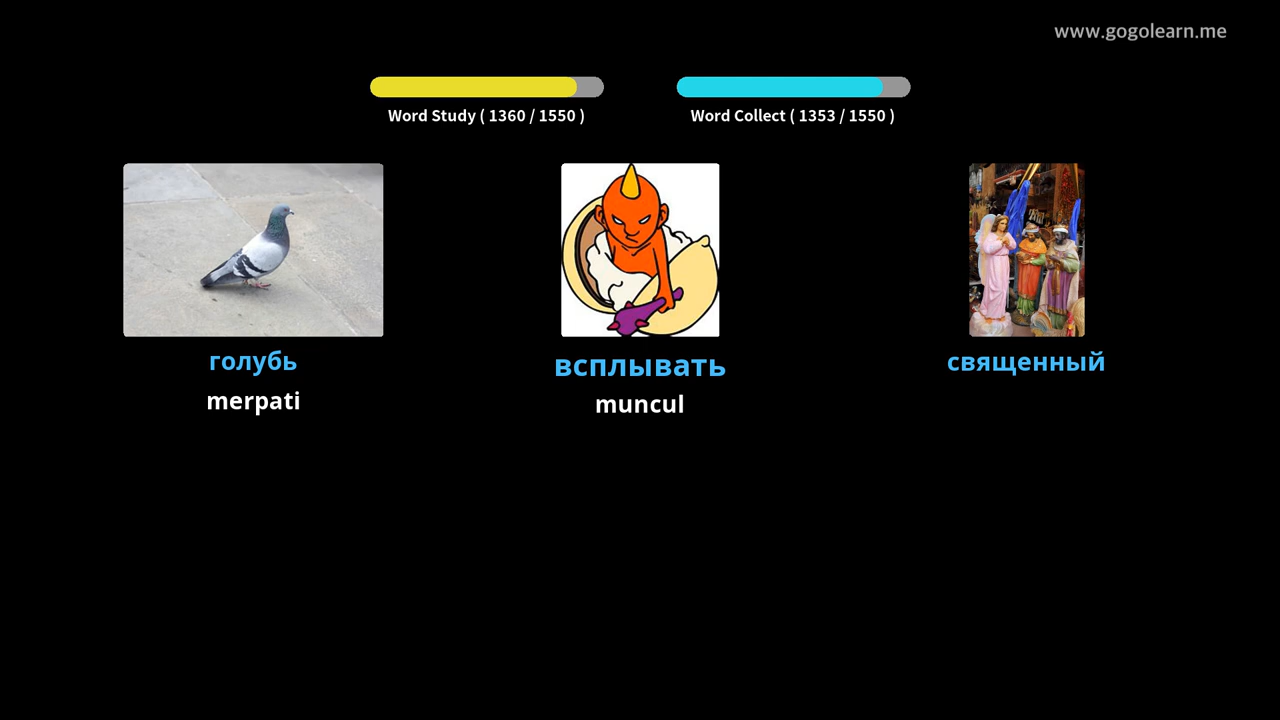 www.gogolearn.me
Word Study ( 1360 / 1550 )
Word Collect ( 1353 / 1550 )
голубь
merpati
всплывать
muncul
священный